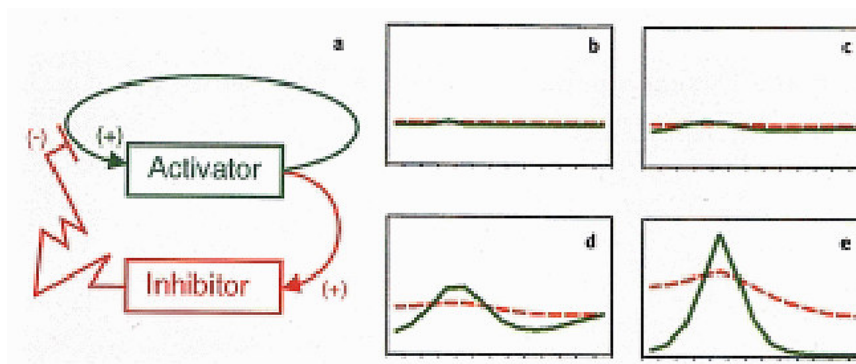 a
b
c
(-)
(+)
Activator
d
e
Inhibitor
(+)